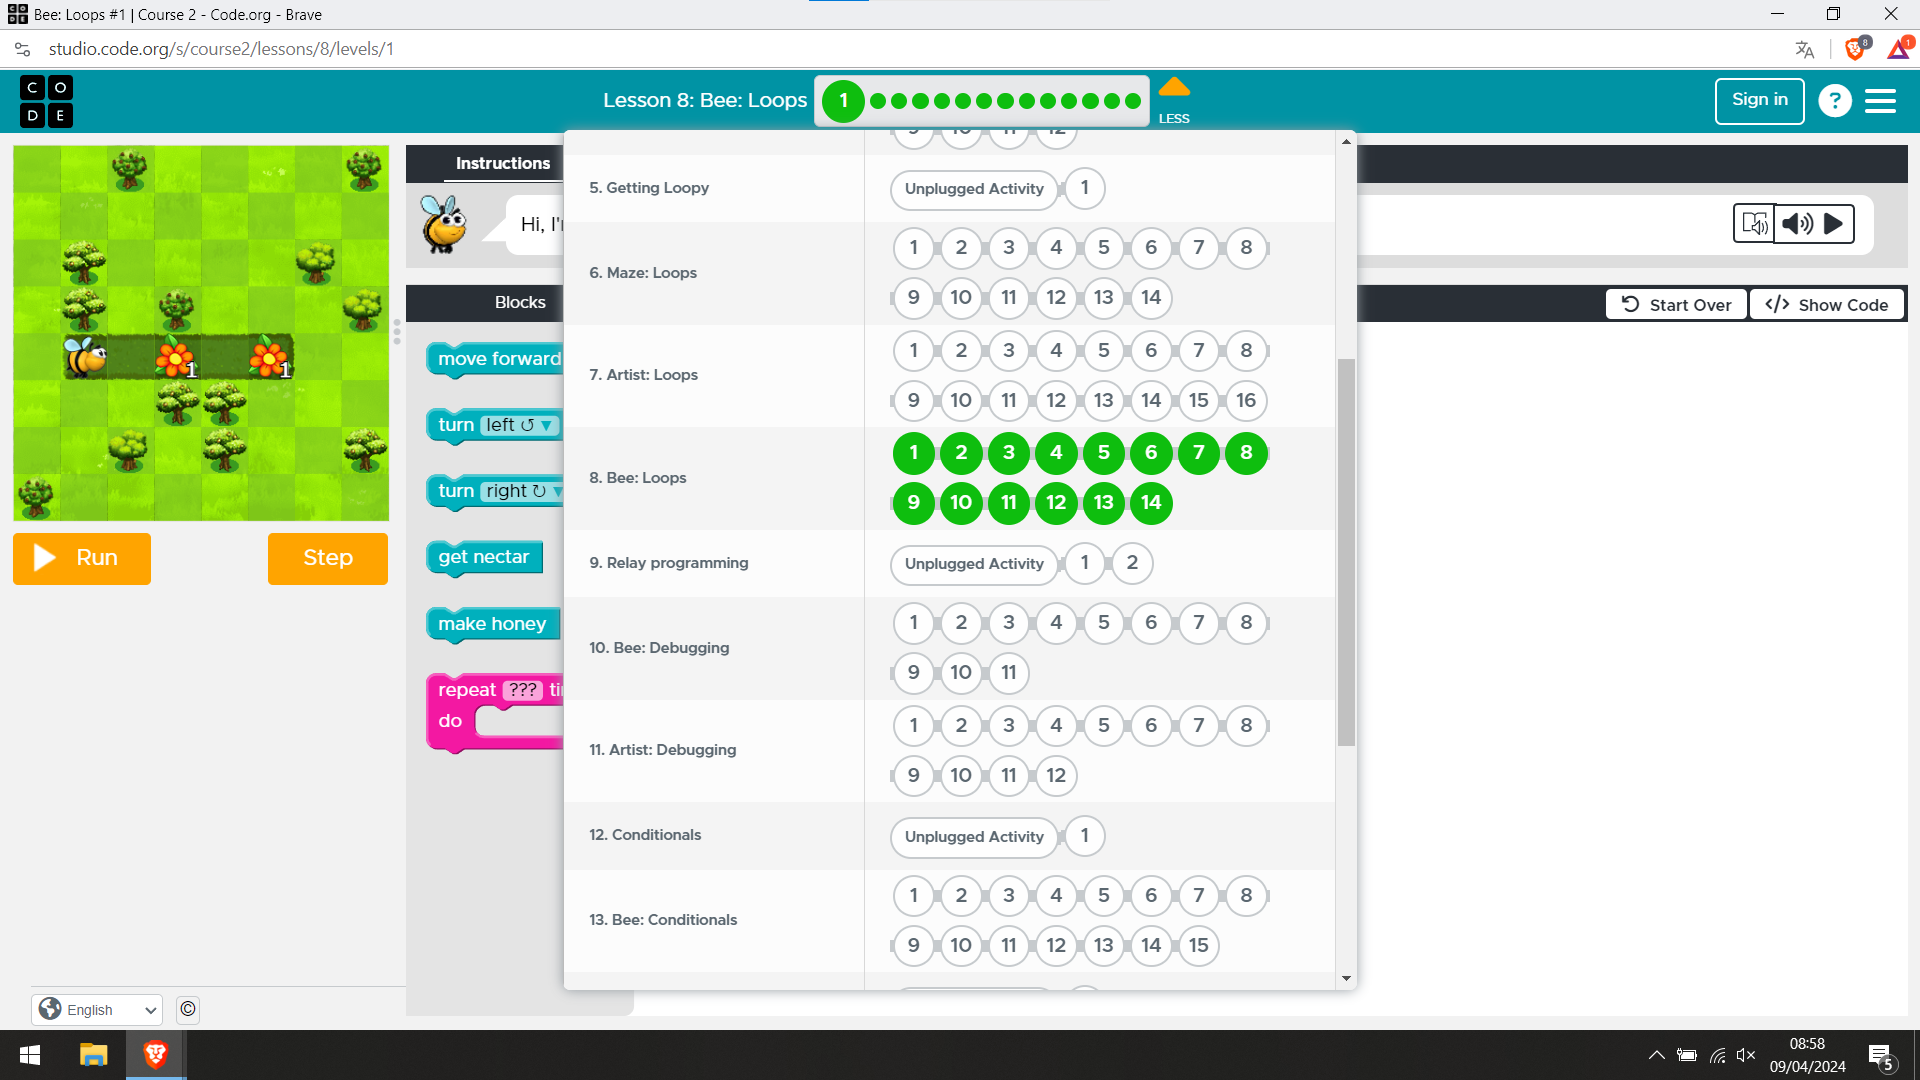 Bee: Loops #1 | Course 2 - Code.org - Brave
studio.code.org/s/course2/lessons/8/levels/1
8
1
C O
D E
Lesson 8: Bee: Loops
1
LESS
Sign in
?
Instructions
Hi, I'
Blocks
Start Over
</> Show Code
move forward
turn left ↺ ▼
turn right ↻ ▼
get nectar
make honey
repeat ??? ti
do
1
1
Run
Step
9 10 11 12
5. Getting Loopy
Unplugged Activity 1
6. Maze: Loops
1 2 3 4 5 6 7 8
9 10 11 12 13 14
7. Artist: Loops
1 2 3 4 5 6 7 8
9 10 11 12 13 14 15 16
8. Bee: Loops
1 2 3 4 5 6 7 8
9 10 11 12 13 14
9. Relay programming
Unplugged Activity 1 2
10. Bee: Debugging
1 2 3 4 5 6 7 8
9 10 11
11. Artist: Debugging
1 2 3 4 5 6 7 8
9 10 11 12
12. Conditionals
Unplugged Activity 1
13. Bee: Conditionals
1 2 3 4 5 6 7 8
9 10 11 12 13 14 15
English
©
08:58
09/04/2024
5